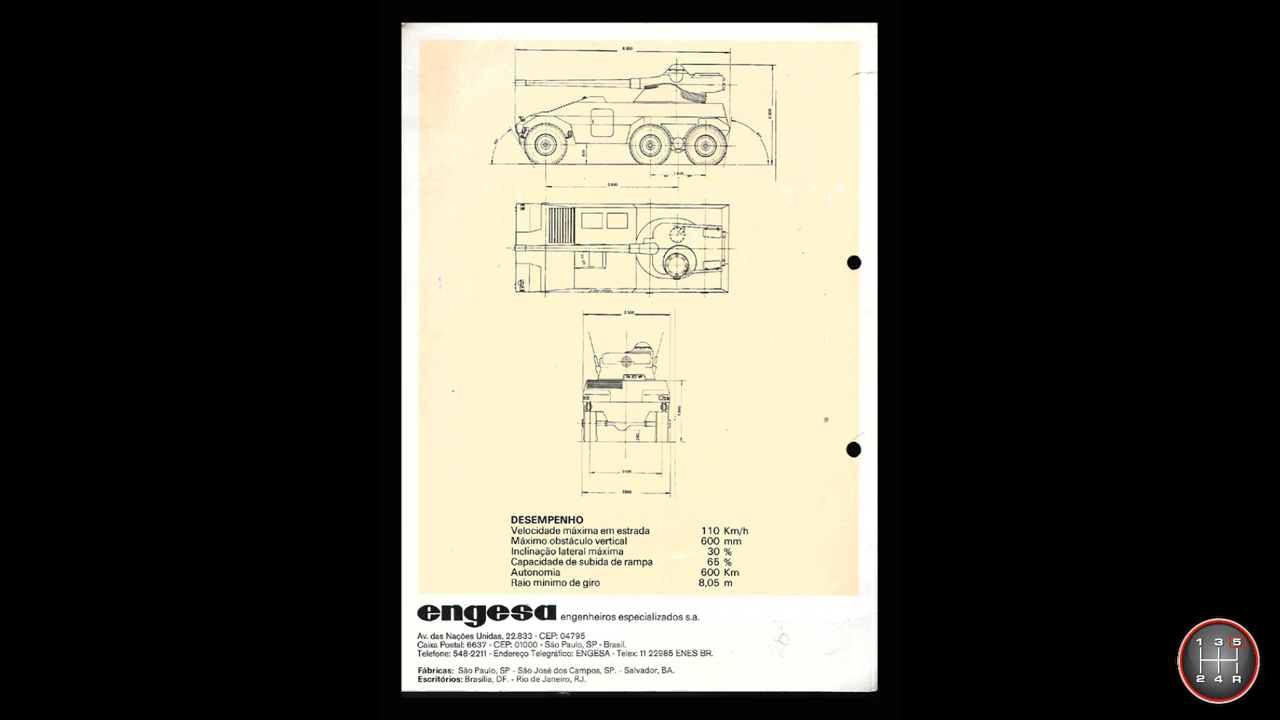 DESEMPENHO
Velocidade máxima em estrada 110 Km/h
Máximo obstáculo vertical 600 mm
Inclinação lateral máxima 30 %
Capacidade de subida de rampa 65 %
Autonomia 600 Km
Raio mínimo de giro 8,05 m
engesa engenheiros especializados s.a.
Av. das Nações Unidas, 22.833 - CEP: 04795
Caixa Postal: 6637 - CEP: 01000 - São Paulo, SP - Brasil.
Telefone: 548-2211 - Endereço Telegráfico: ENGESA - Telex: 11 22985 ENES BR.
Fábricas: São Paulo, SP - São José dos Campos, SP. - Salvador, BA.
Escritórios: Brasília, DF. - Rio de Janeiro, RJ.
1 3 5
2 4 R